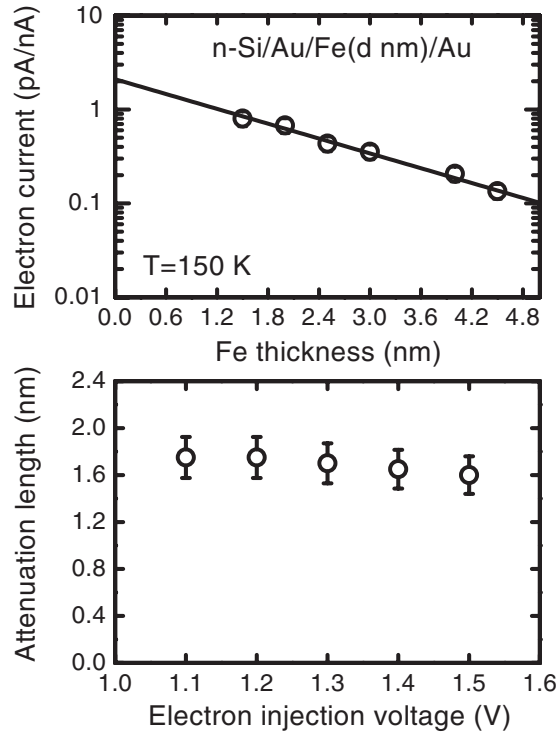 10
n-Si/Au/Fe(d nm)/Au
1
0.1
T=150 K
0.01
Electron current (pA/nA)
0.0 0.6 1.2 1.8 2.4 3.0 3.6 4.2 4.8
Fe thickness (nm)
2.4
2.0
1.6
1.2
0.8
0.4
0.0
Attenuation length (nm)
1.0 1.1 1.2 1.3 1.4 1.5 1.6
Electron injection voltage (V)